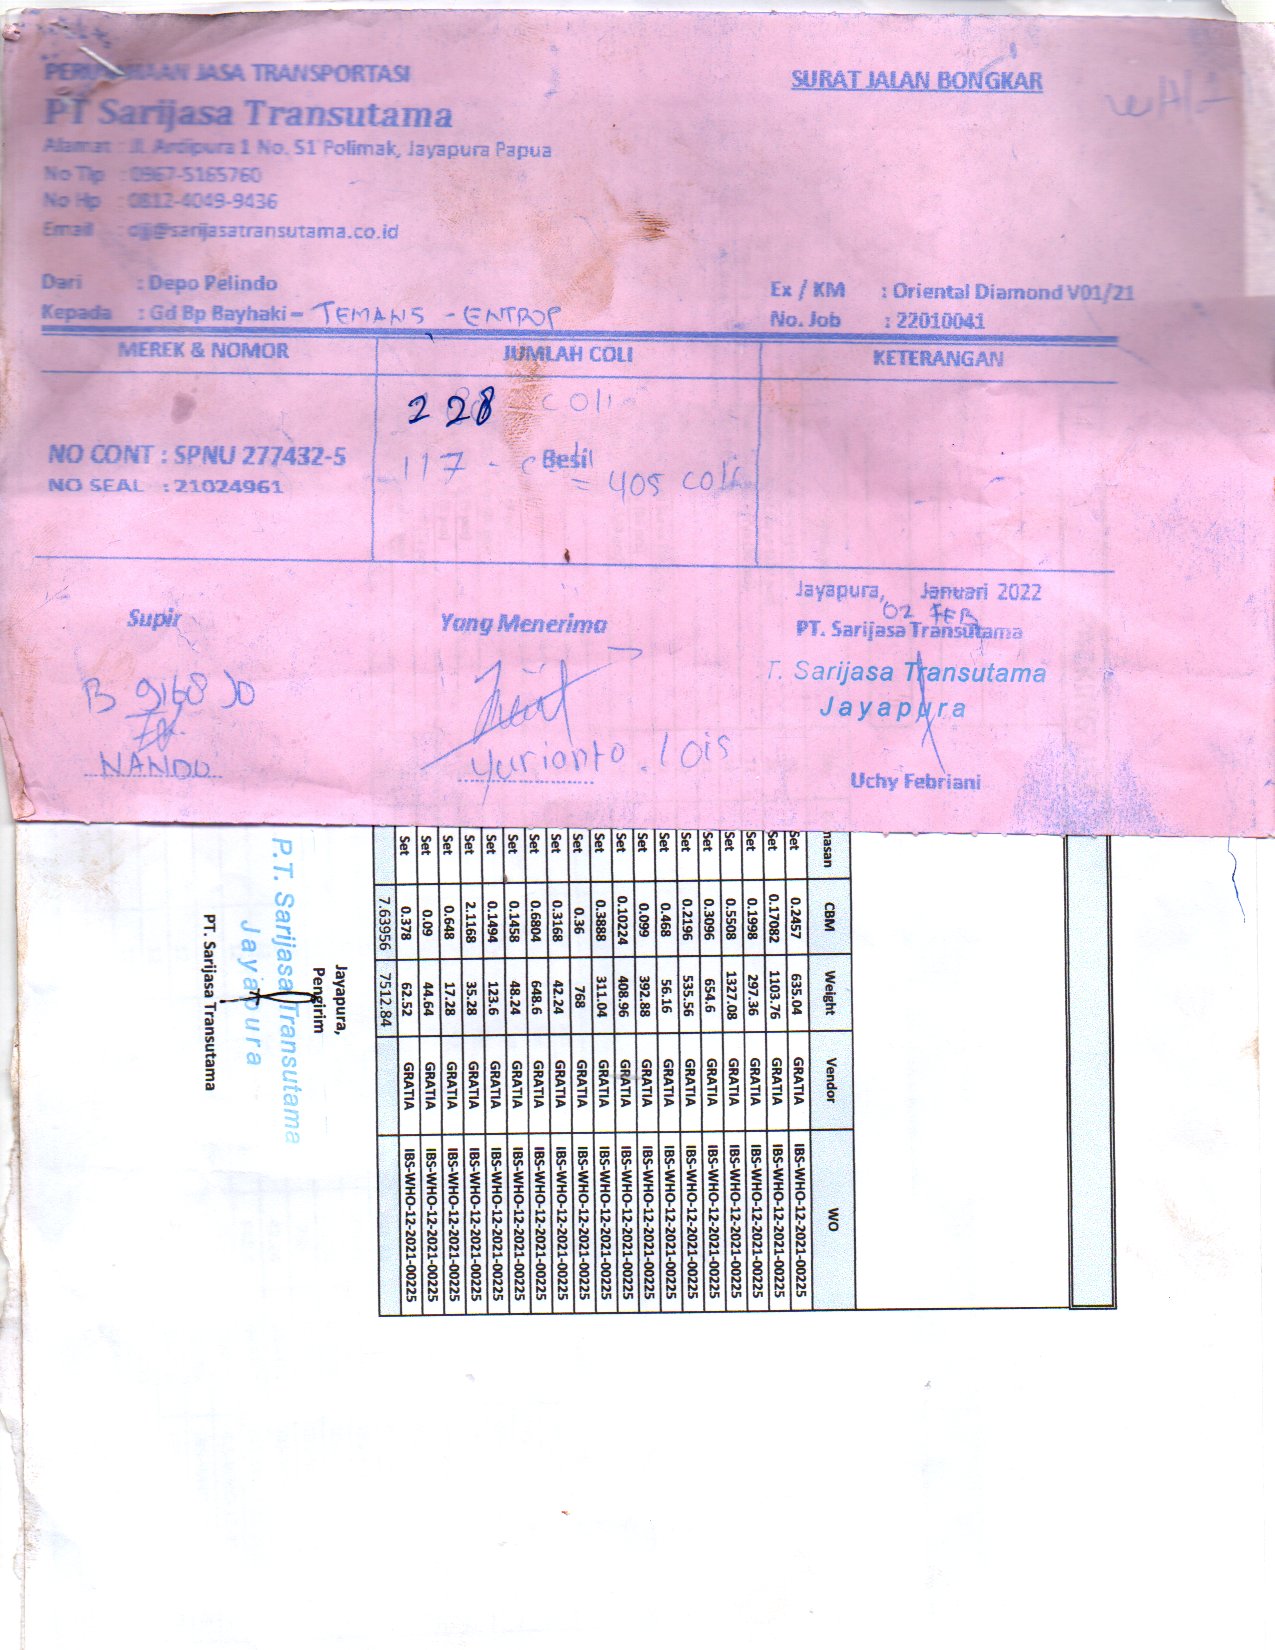 JASA TRANSPORTASI
PT Sarijasa Transutama
Alamat : Jl. Ardipura 1 No. 51 Polimak, Jayapura Papua
No Tlp : 0967-5165760
No Hp : 0812-4049-9436
Email : djj@sarijasatransutama.co.id
SURAT JALAN BONGKAR
Dari : Depo Pelindo
Kepada : Gd Bp Bayhaki – TEMANS - ENTROP
Ex / KM : Oriental Diamond V01/21
No. Job : 22010041
MEREK & NOMOR JUMLAH COLI KETERANGAN
228 coli
NO CONT : SPNU 277432-5
117 - Besi
= 405 coli
NO SEAL : 21024961
Jayapura, Januari 2022
02 FEB
Supir Yang Menerima PT. Sarijasa Transutama
T. Sarijasa Transutama
Jayapura
B 9168 JO
NANDO
Yurianto. Lois
Uchy Febriani
masan CBM Weight Vendor WO
Set 0.2457 635.04 GRATIA IBS-WHO-12-2021-00225
Set 0.17082 1103.76 GRATIA IBS-WHO-12-2021-00225
Set 0.1998 297.36 GRATIA IBS-WHO-12-2021-00225
Set 0.5508 1327.08 GRATIA IBS-WHO-12-2021-00225
Set 0.3096 654.6 GRATIA IBS-WHO-12-2021-00225
Set 0.2196 535.56 GRATIA IBS-WHO-12-2021-00225
Set 0.468 56.16 GRATIA IBS-WHO-12-2021-00225
Set 0.099 392.88 GRATIA IBS-WHO-12-2021-00225
Set 0.10224 408.96 GRATIA IBS-WHO-12-2021-00225
Set 0.3888 311.04 GRATIA IBS-WHO-12-2021-00225
Set 0.36 768 GRATIA IBS-WHO-12-2021-00225
Set 0.3168 42.24 GRATIA IBS-WHO-12-2021-00225
Set 0.6804 648.6 GRATIA IBS-WHO-12-2021-00225
Set 0.1458 48.24 GRATIA IBS-WHO-12-2021-00225
Set 0.1494 123.6 GRATIA IBS-WHO-12-2021-00225
Set 2.1168 35.28 GRATIA IBS-WHO-12-2021-00225
Set 0.648 17.28 GRATIA IBS-WHO-12-2021-00225
Set 0.09 44.64 GRATIA IBS-WHO-12-2021-00225
Set 0.378 62.52 GRATIA IBS-WHO-12-2021-00225
7.63956 7512.84
Jayapura,
Pengirim
P.T. Sarijasa Transutama
Jayapura
PT. Sarijasa Transutama